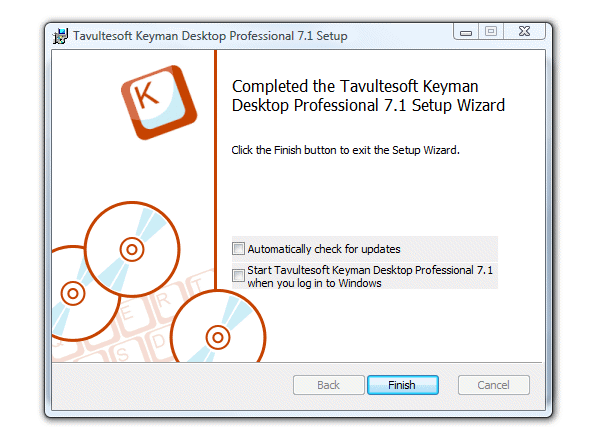 Tavultesoft Keyman Desktop Professional 7.1 Setup
K
Completed the Tavultesoft Keyman
Desktop Professional 7.1 Setup Wizard
Click the Finish button to exit the Setup Wizard.
Automatically check for updates
Start Tavultesoft Keyman Desktop Professional 7.1
when you log in to Windows
E R T
S D
Back
Finish
Cancel